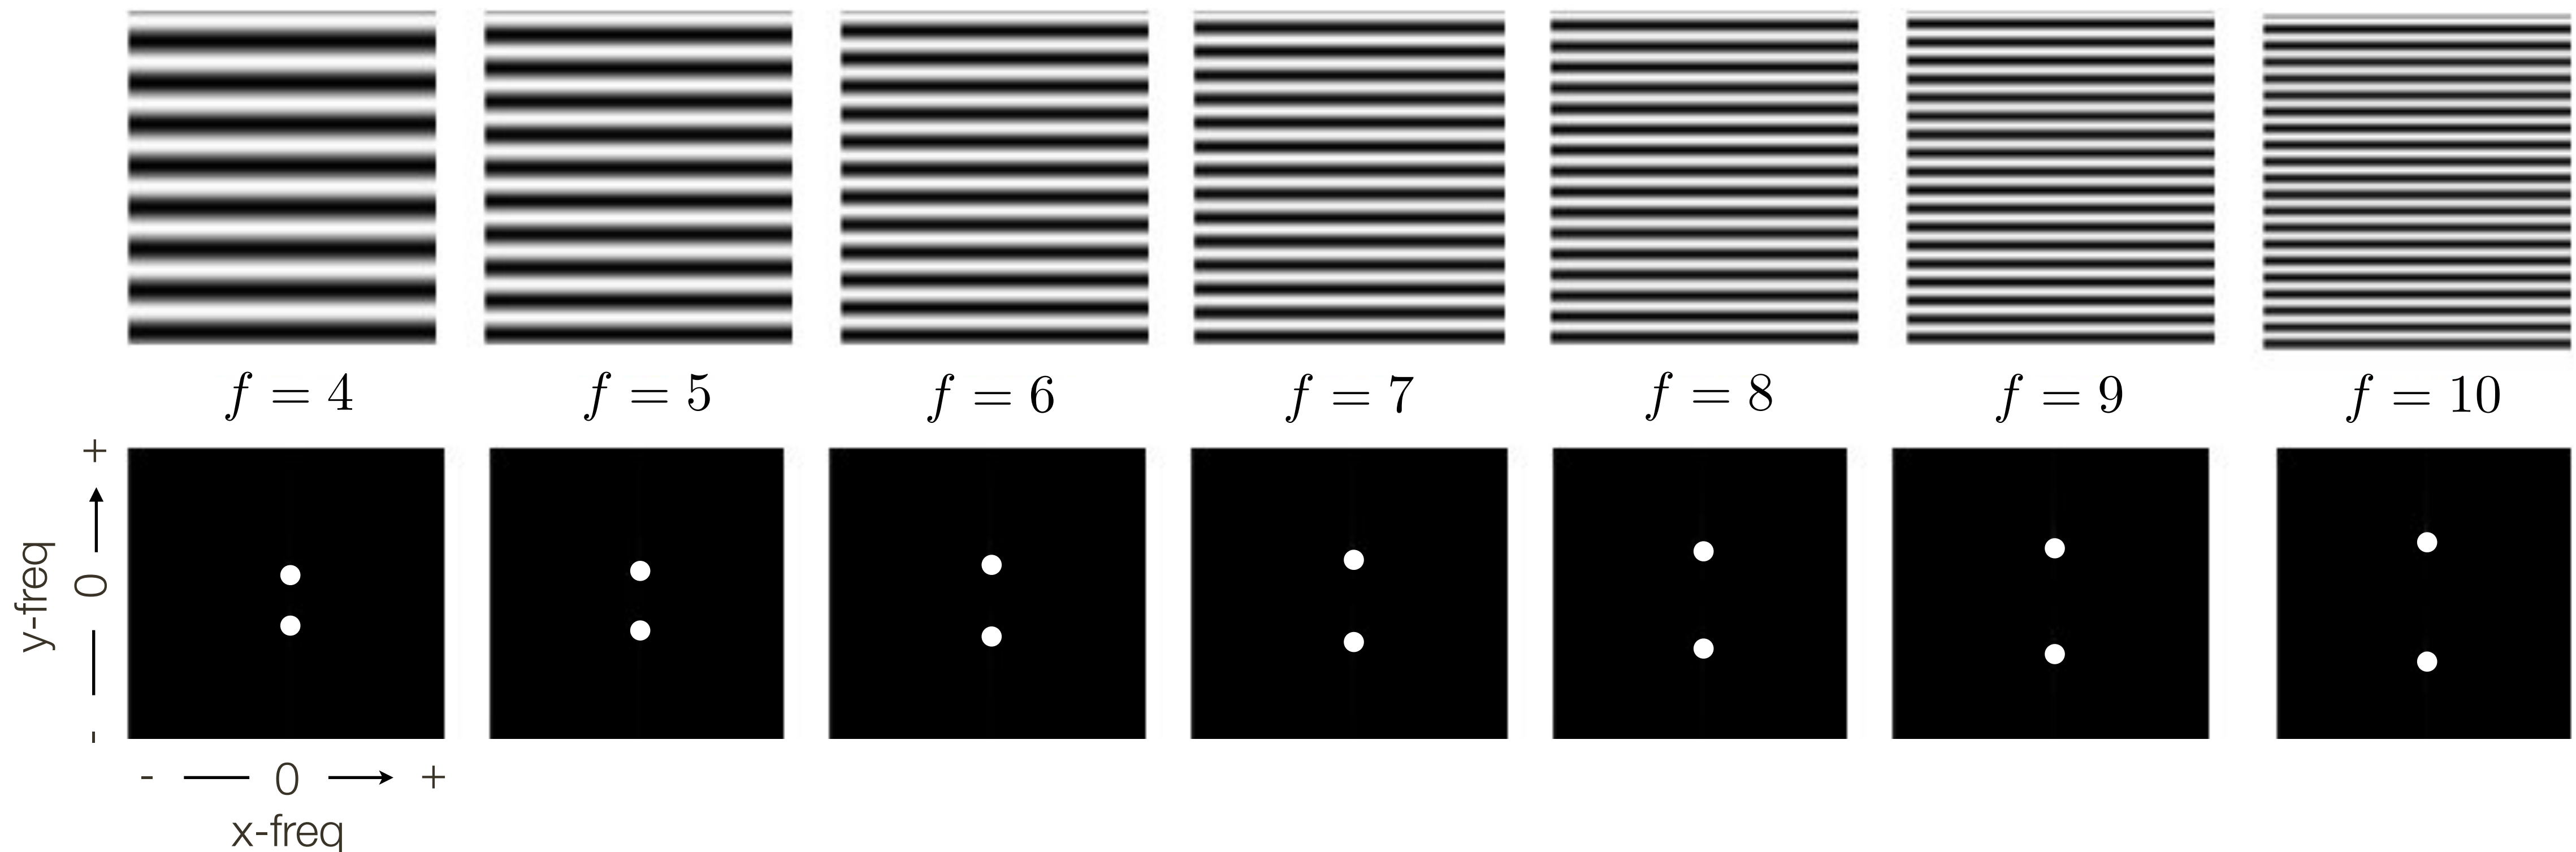 f = 4
f = 5
f = 6
f = 7
f = 8
f = 9
f = 10
+
0
-
y-freq
- 0 +
x-freq